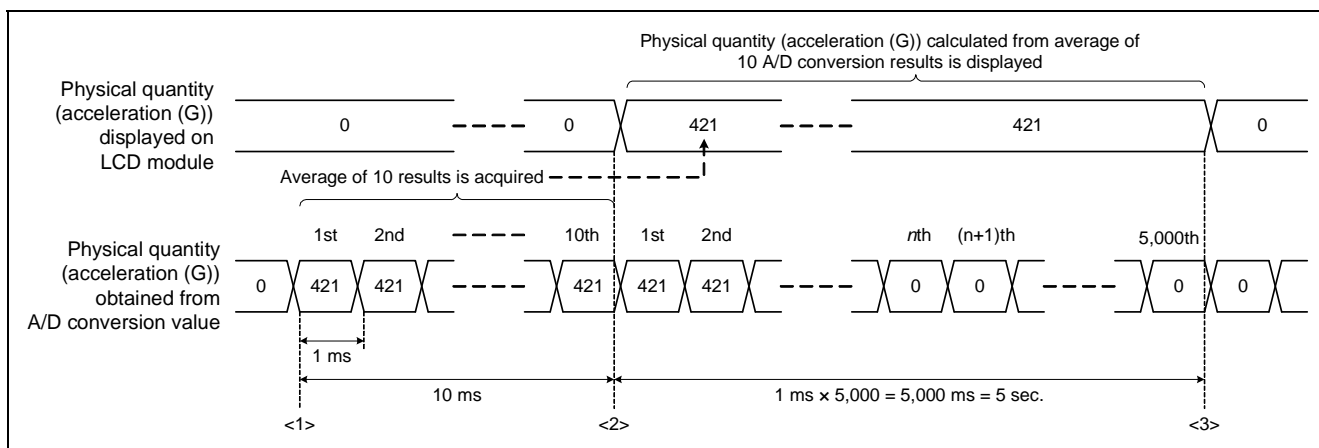 Physical quantity (acceleration (G)) calculated from average of
10 A/D conversion results is displayed
Physical quantity
(acceleration (G))
displayed on
LCD module
0
0
421
421
0
Average of 10 results is acquired
1st
2nd
10th
1st
2nd
nth
(n+1)th
5,000th
Physical quantity
(acceleration (G))
obtained from
A/D conversion value
0
421
421
421
421
421
0
0
0
0
1 ms
10 ms
1 ms × 5,000 = 5,000 ms = 5 sec.
<1>
<2>
<3>